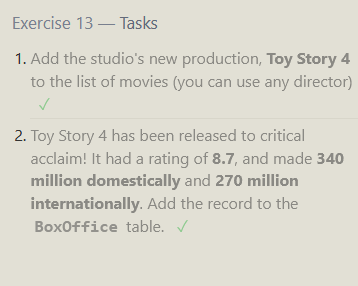 Exercise 13 — Tasks
1. Add the studio's new production, Toy Story 4
to the list of movies (you can use any director)
✓
2. Toy Story 4 has been released to critical
acclaim! It had a rating of 8.7, and made 340
million domestically and 270 million
internationally. Add the record to the
BoxOffice table. ✓